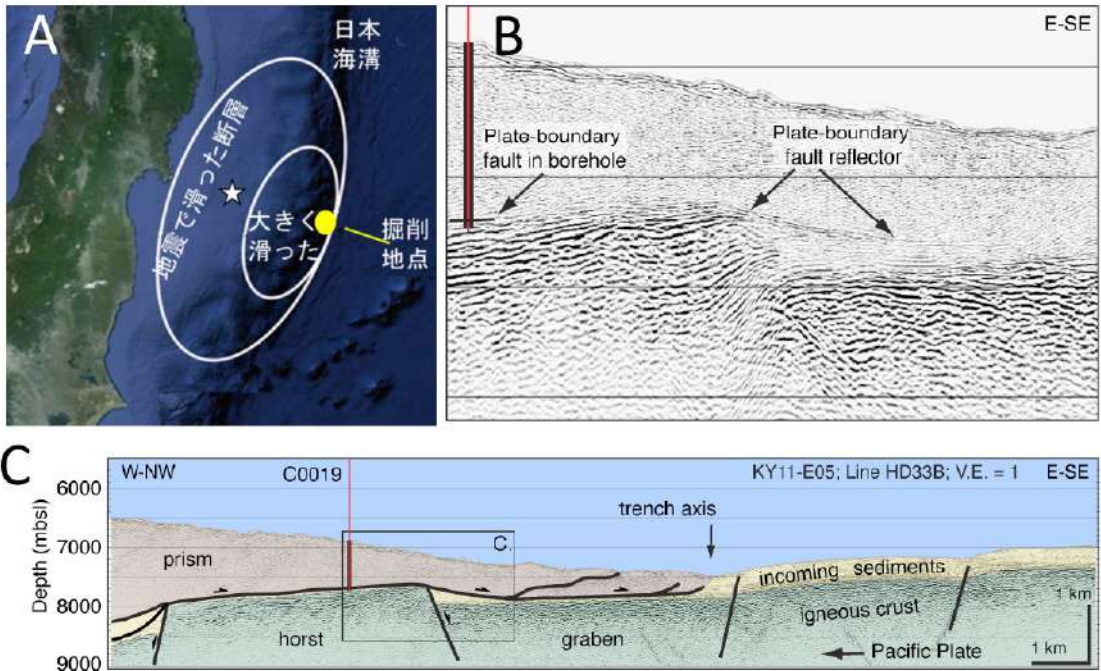 A
日本
海溝
地震で滑った断層
大きく
滑った
掘削
地点
B
E-SE
Plate-boundary
fault in borehole
Plate-boundary
fault reflector
C
W-NW
C0019
KY11-E05; Line HD33B; V.E. = 1
E-SE
Depth (mbsl)
6000
7000
8000
9000
trench axis
prism
C.
incoming sediments
igneous crust
1 km
horst
graben
Pacific Plate
1 km